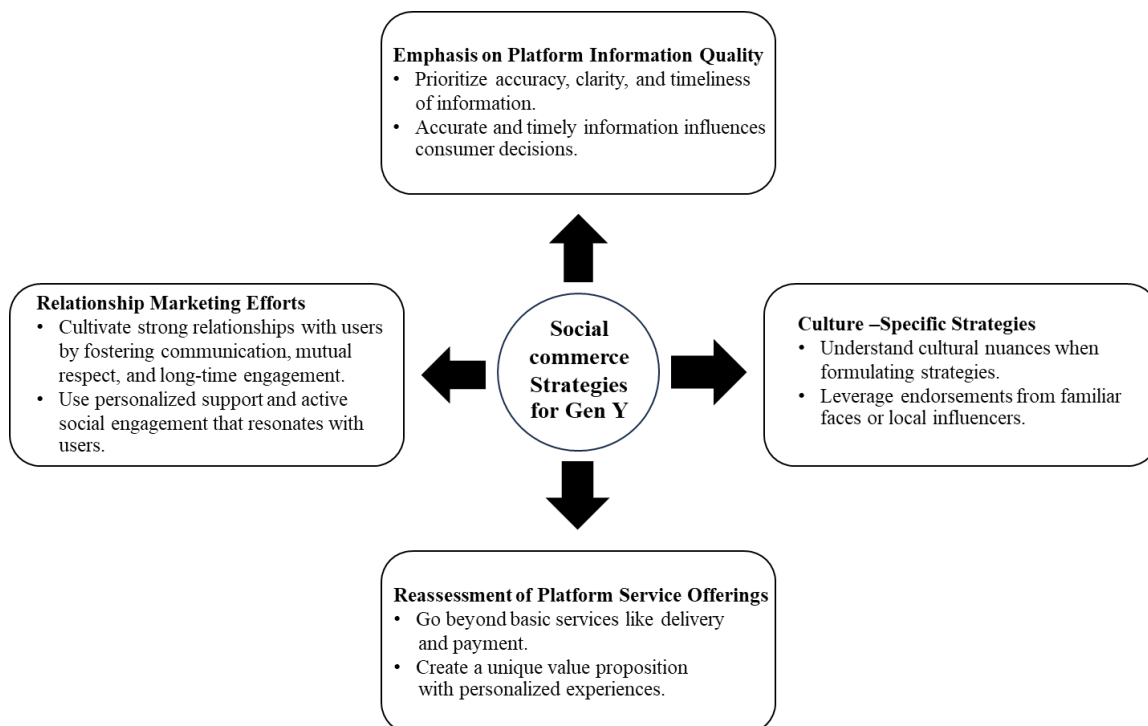 Emphasis on Platform Information Quality
• Prioritize accuracy, clarity, and timeliness
of information.
• Accurate and timely information influences
consumer decisions.
Relationship Marketing Efforts
• Cultivate strong relationships with users
by fostering communication, mutual
respect, and long-time engagement.
• Use personalized support and active
social engagement that resonates with
users.
Social
commerce
Strategies
for Gen Y
Culture –Specific Strategies
• Understand cultural nuances when
formulating strategies.
• Leverage endorsements from familiar
faces or local influencers.
Reassessment of Platform Service Offerings
• Go beyond basic services like delivery
and payment.
• Create a unique value proposition
with personalized experiences.